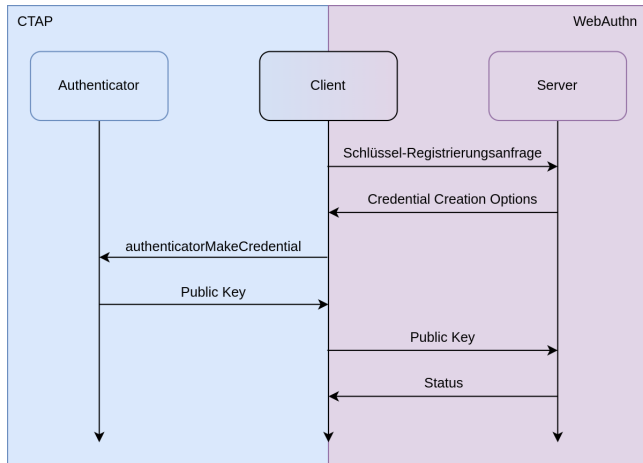 CTAP
WebAuthn
Authenticator
Client
Server
Schlüssel-Registrierungsanfrage
Credential Creation Options
authenticatorMakeCredential
Public Key
Public Key
Status